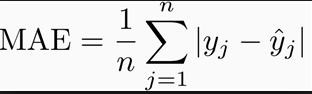 MAE = \frac{1}{n} \sum_{j=1}^{n} |y_j - \hat{y}_j|